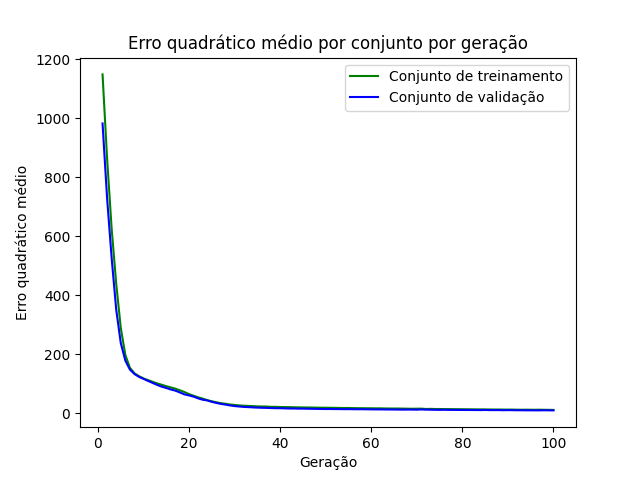 Erro quadrático médio por conjunto por geração
Conjunto de treinamento
Conjunto de validação
Erro quadrático médio
1200
1000
800
600
400
200
0
0 20 40 60 80 100
Geração